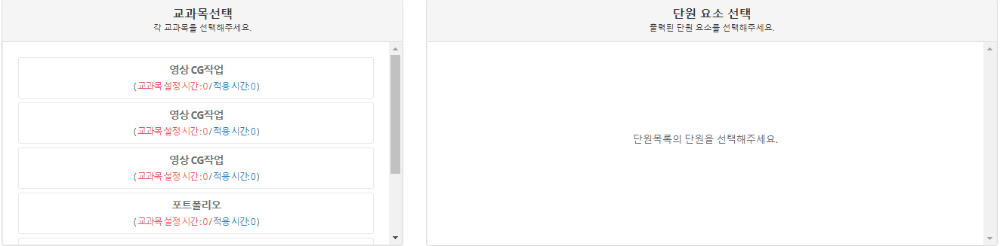 교과목선택
각 교과목을 선택해주세요.
영상 CG작업
(교과목 설정 시간 : 0 / 적용 시간: 0)
영상 CG작업
(교과목 설정 시간 : 0 / 적용 시간: 0)
영상 CG작업
(교과목 설정 시간 : 0 / 적용 시간: 0)
포트폴리오
(교과목 설정 시간 : 0 / 적용 시간: 0)
단원 요소 선택
출력된 단원 요소를 선택해주세요.
단원목록의 단원을 선택해주세요.